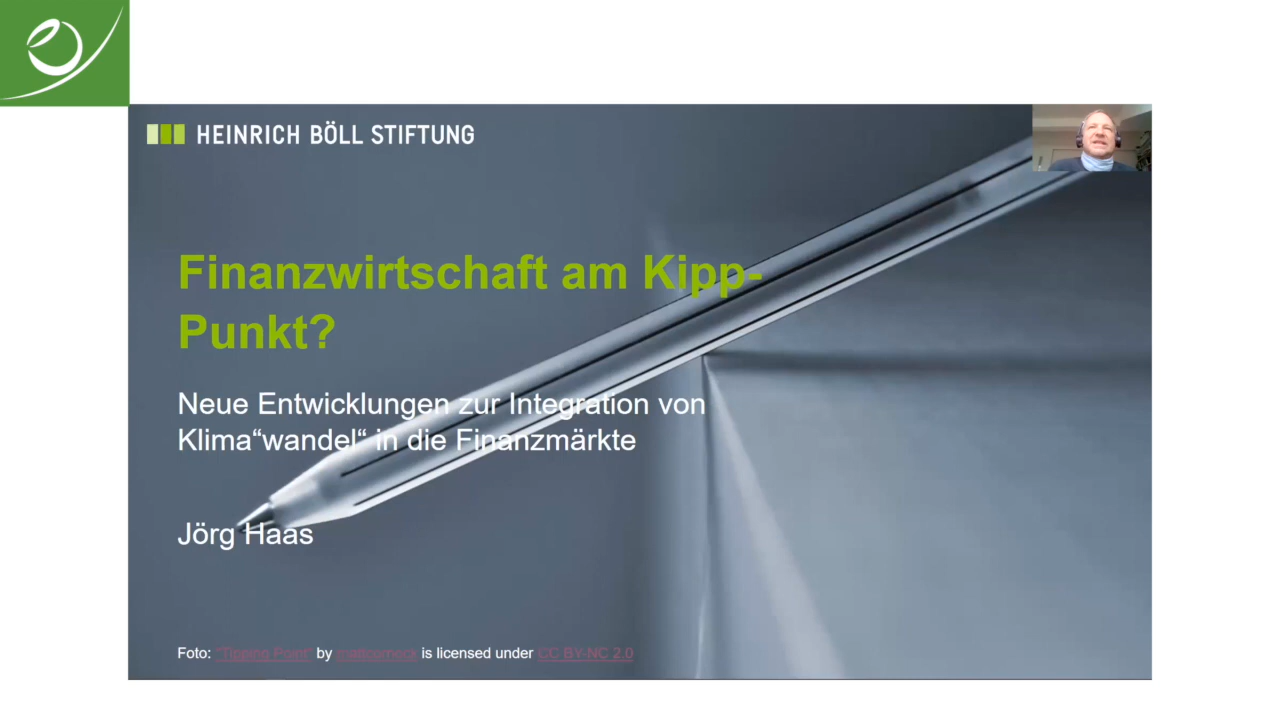 HEINRICH BÖLL STIFTUNG
Finanzwirtschaft am Kipp-
Punkt?
Neue Entwicklungen zur Integration von
Klima“wandel“ in die Finanzmärkte
Jörg Haas
Foto: "Tipping Point" by is licensed under CC BY-NC 2.0